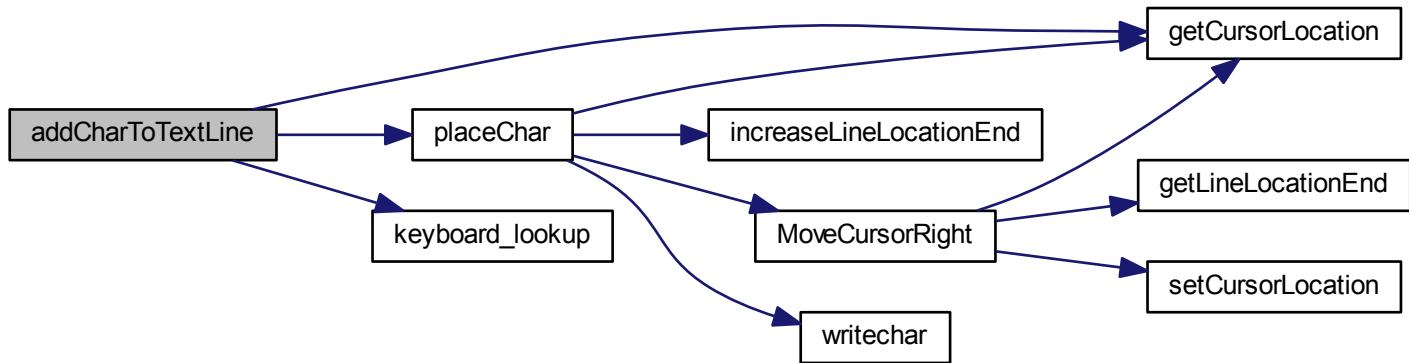 getCursorLocation
addCharToTextLine
placeChar
increaseLineLocationEnd
getLineLocationEnd
keyboard_lookup
MoveCursorRight
setCursorLocation
writechar